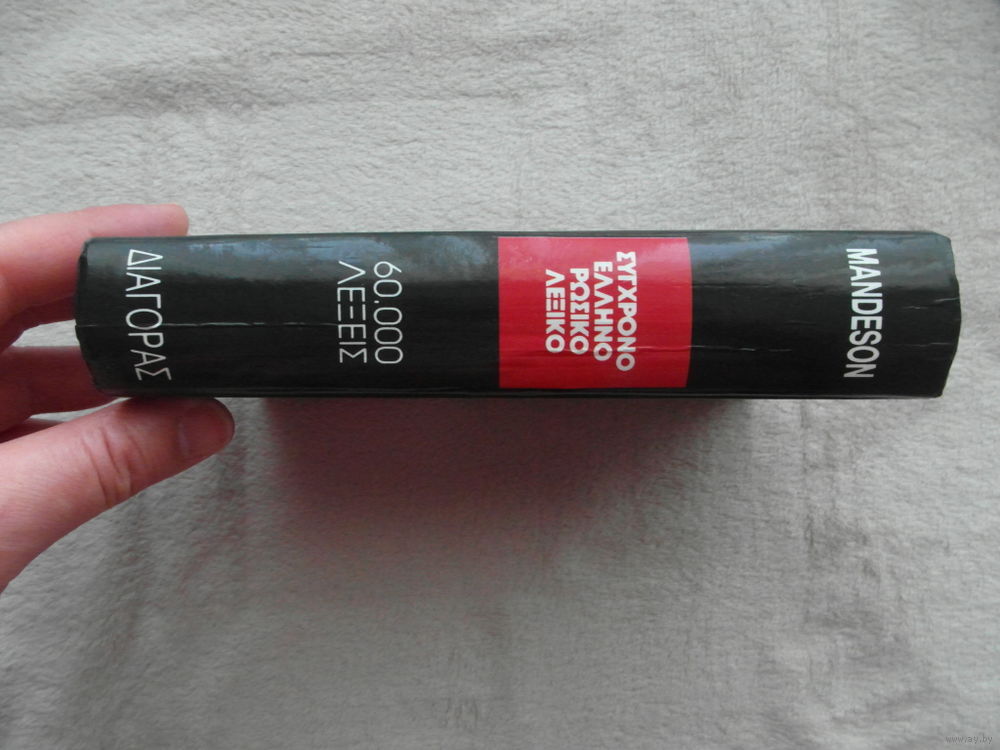 MANDESON
ΣΥΓΧΡΟΝΟ
ΕΛΛΗΝΟ
ΡΩΣΙΚΟ
ΛΕΞΙΚΟ
60.000
ΛΕΞΕΙΣ
ΔΙΑΓΟΡΑΣ
www.ay.by